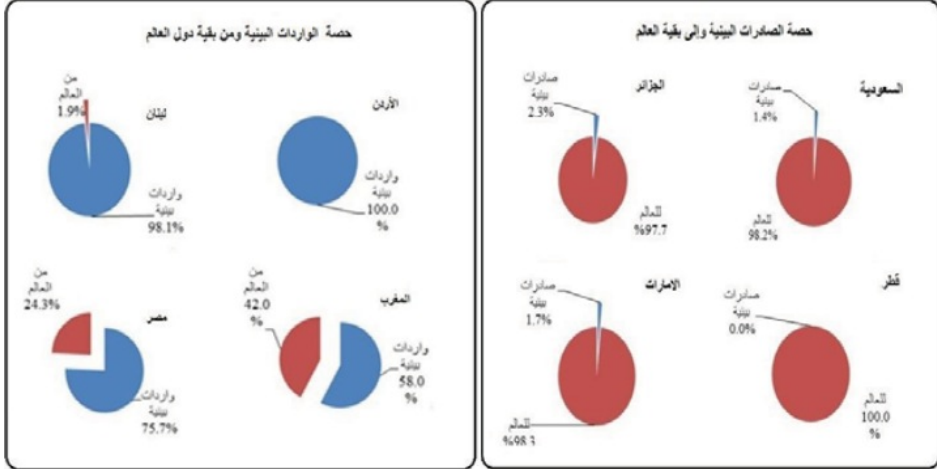 حصة الصادرات البينية وإلى بقية العالم
السعودية
صادرات
بينية
1.4%
للعالم
98.2%
الجزائر
صادرات
بينية
2.3%
للعالم
%97.7
قطر
صادرات
بينية
0.0%
للعالم
100.0
%
الامارات
صادرات
بينية
1.7%
للعالم
%98.3
حصة الواردات البينية ومن بقية دول العالم
الأردن
واردات
بينية
100.0
%
لبنان
من
العالم
1.9%
واردات
بينية
98.1%
المغرب
من
العالم
42.0
%
واردات
بينية
58.0
%
مصر
من
العالم
24.3%
واردات
بينية
75.7%